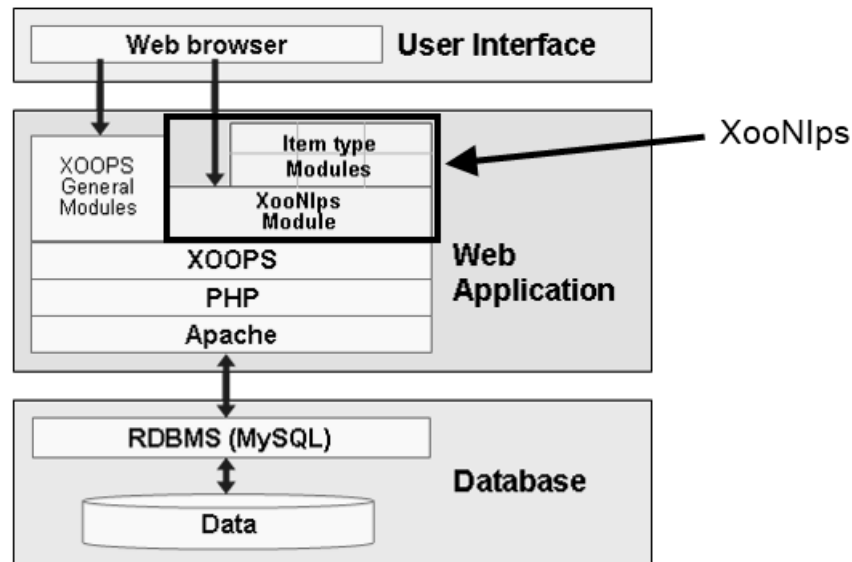 Web browser
User Interface
XooNIps
Item type
Modules
XOOPS
General
Modules
XooNIps
Module
XOOPS
Web
Application
PHP
Apache
RDBMS (MySQL)
Database
Data